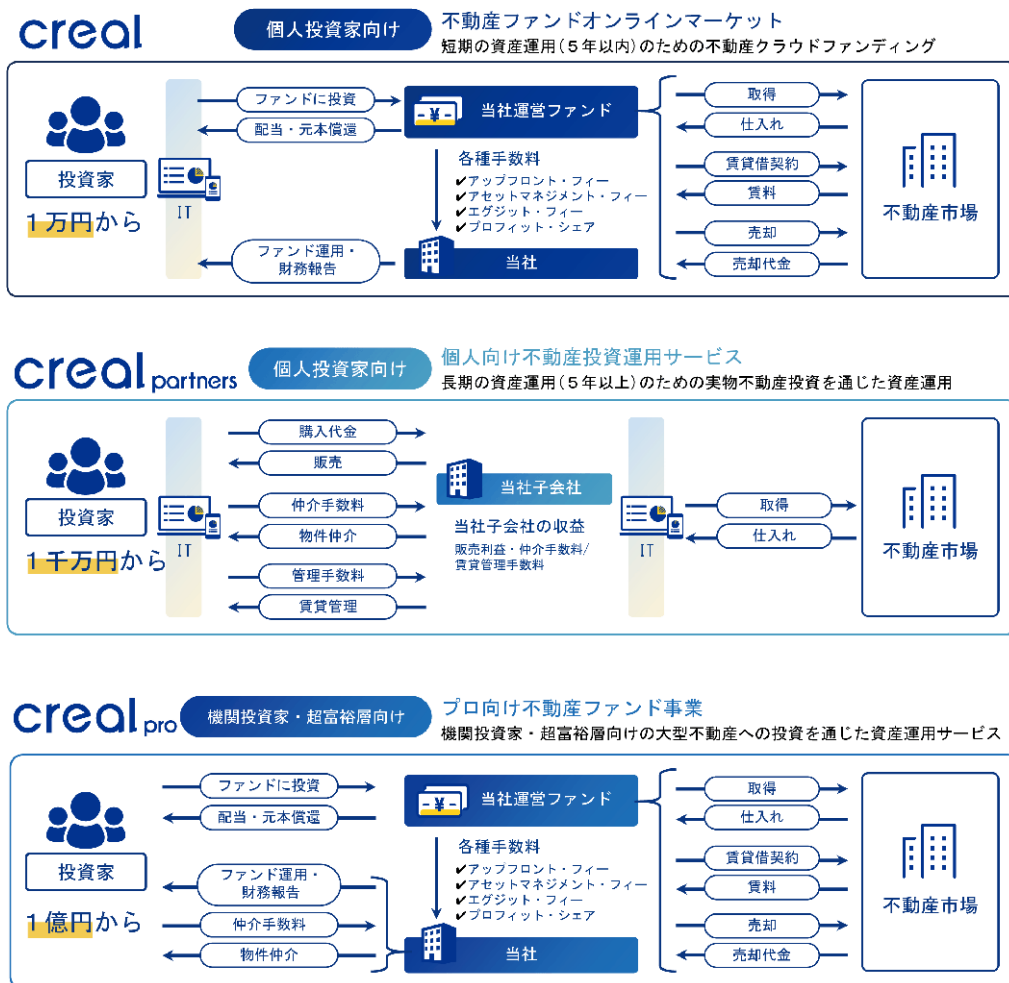 creal
個人投資家向け
不動産ファンドオンラインマーケット
短期の資産運用(5年以内)のための不動産クラウドファンディング
投資家
1万円から
IT
ファンドに投資
配当・元本償還
ファンド運用・
財務報告
¥
当社運営ファンド
各種手数料
✔アップフロント・フィー
✔アセットマネジメント・フィー
✔エグジット・フィー
✔プロフィット・シェア
当社
取得
仕入れ
賃貸借契約
賃料
売却
売却代金
不動産市場
creal partners
個人投資家向け
個人向け不動産投資運用サービス
長期の資産運用(5年以上)のための実物不動産投資を通じた資産運用
投資家
1千万円から
IT
購入代金
販売
仲介手数料
物件仲介
管理手数料
賃貸管理
当社子会社
当社子会社の収益
販売利益・仲介手数料/
賃貸管理手数料
IT
取得
仕入れ
不動産市場
creal pro
機関投資家・超富裕層向け
プロ向け不動産ファンド事業
機関投資家・超富裕層向けの大型不動産への投資を通じた資産運用サービス
投資家
1億円から
ファンドに投資
配当・元本償還
ファンド運用・
財務報告
仲介手数料
物件仲介
¥
当社運営ファンド
各種手数料
✔アップフロント・フィー
✔アセットマネジメント・フィー
✔エグジット・フィー
✔プロフィット・シェア
当社
取得
仕入れ
賃貸借契約
賃料
売却
売却代金
不動産市場